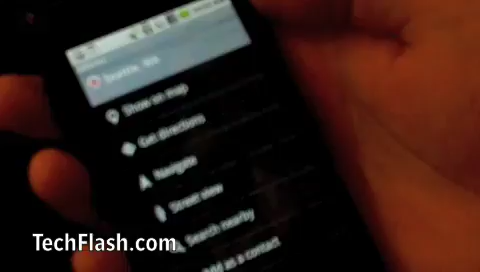 Seattle, WA
Show on map
Get directions
Navigate
Street view
Search nearby
Add as a contact
TechFlash.com